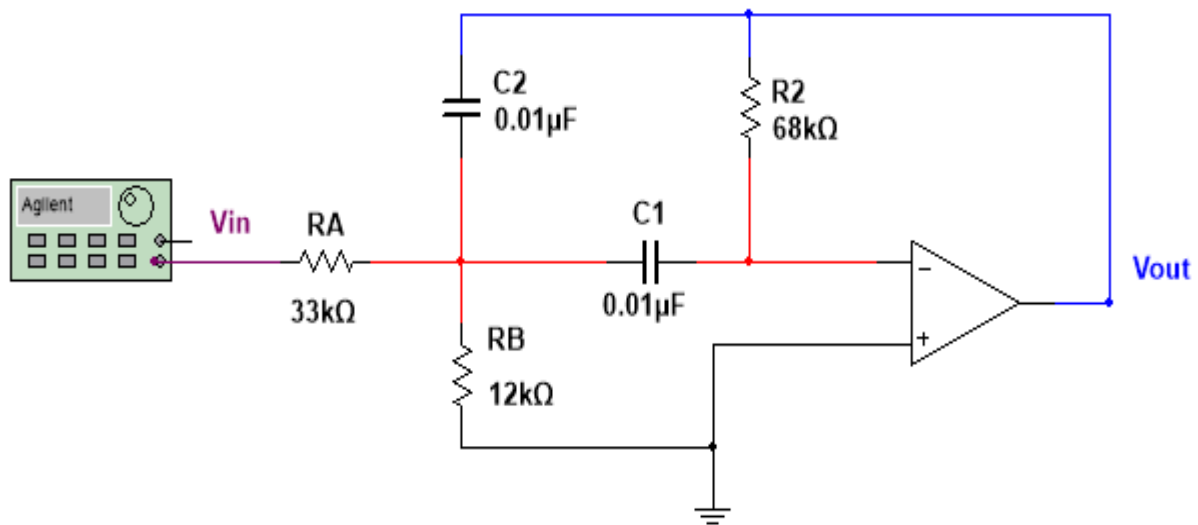 C2
0.01µF
R2
68kΩ
Agilent
Vin
RA
33kΩ
C1
0.01µF
−
+
Vout
RB
12kΩ